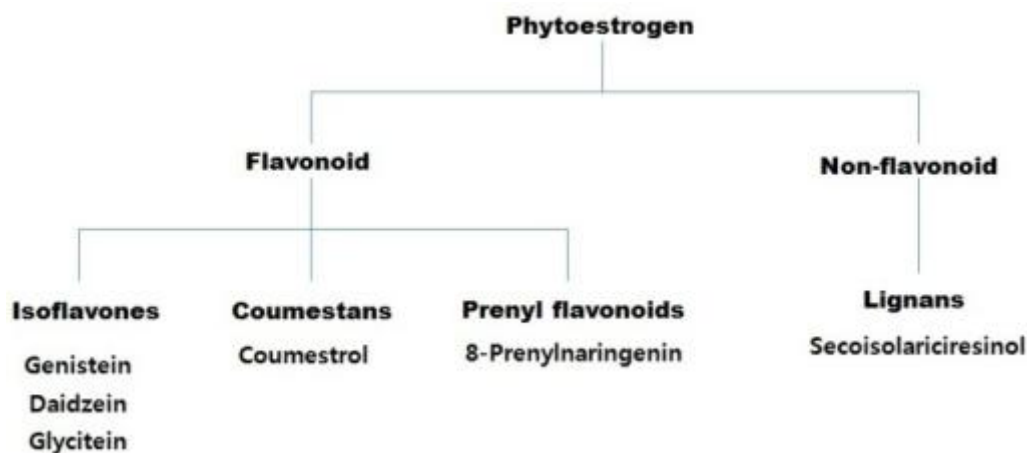 Phytoestrogen
Flavonoid
Non-flavonoid
Isoflavones
Coumestans
Prenyl flavonoids
Lignans
Genistein
Coumestrol
8-Prenylnaringenin
Secoisolariciresinol
Daidzein
Glycitein